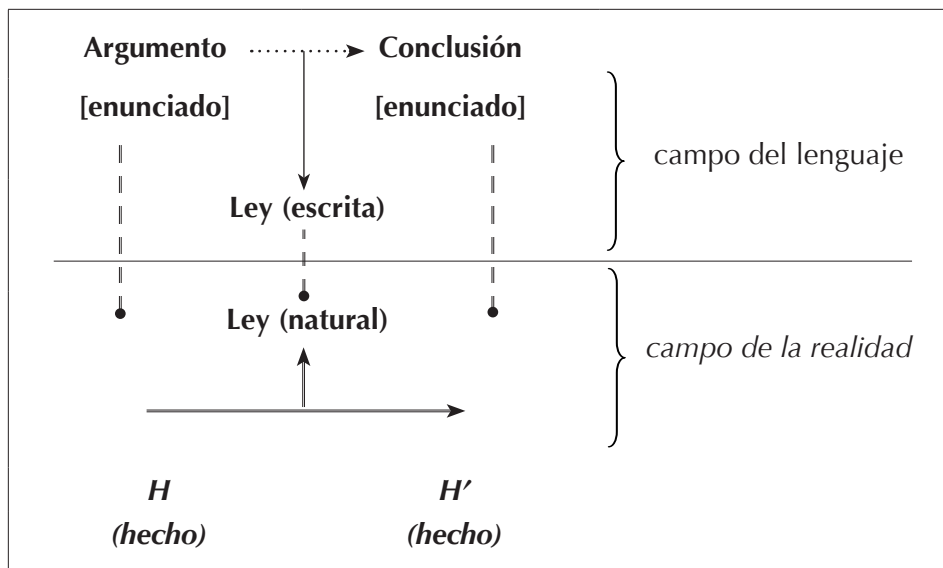 Argumento Conclusión
[enunciado] [enunciado]
campo del lenguaje
Ley (escrita)
Ley (natural)
campo de la realidad
H H′
(hecho) (hecho)